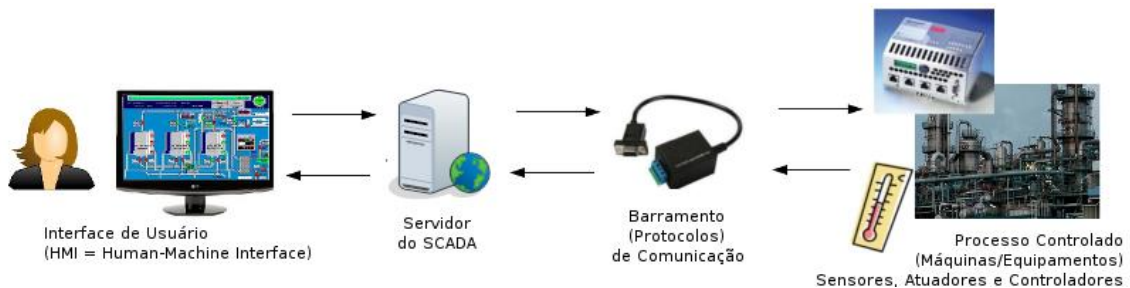 Interface de Usuário
(HMI = Human-Machine Interface)
Servidor
do SCADA
Barramento
(Protocolos)
de Comunicação
Processo Controlado
(Máquinas/Equipamentos)
Sensores, Atuadores e Controladores